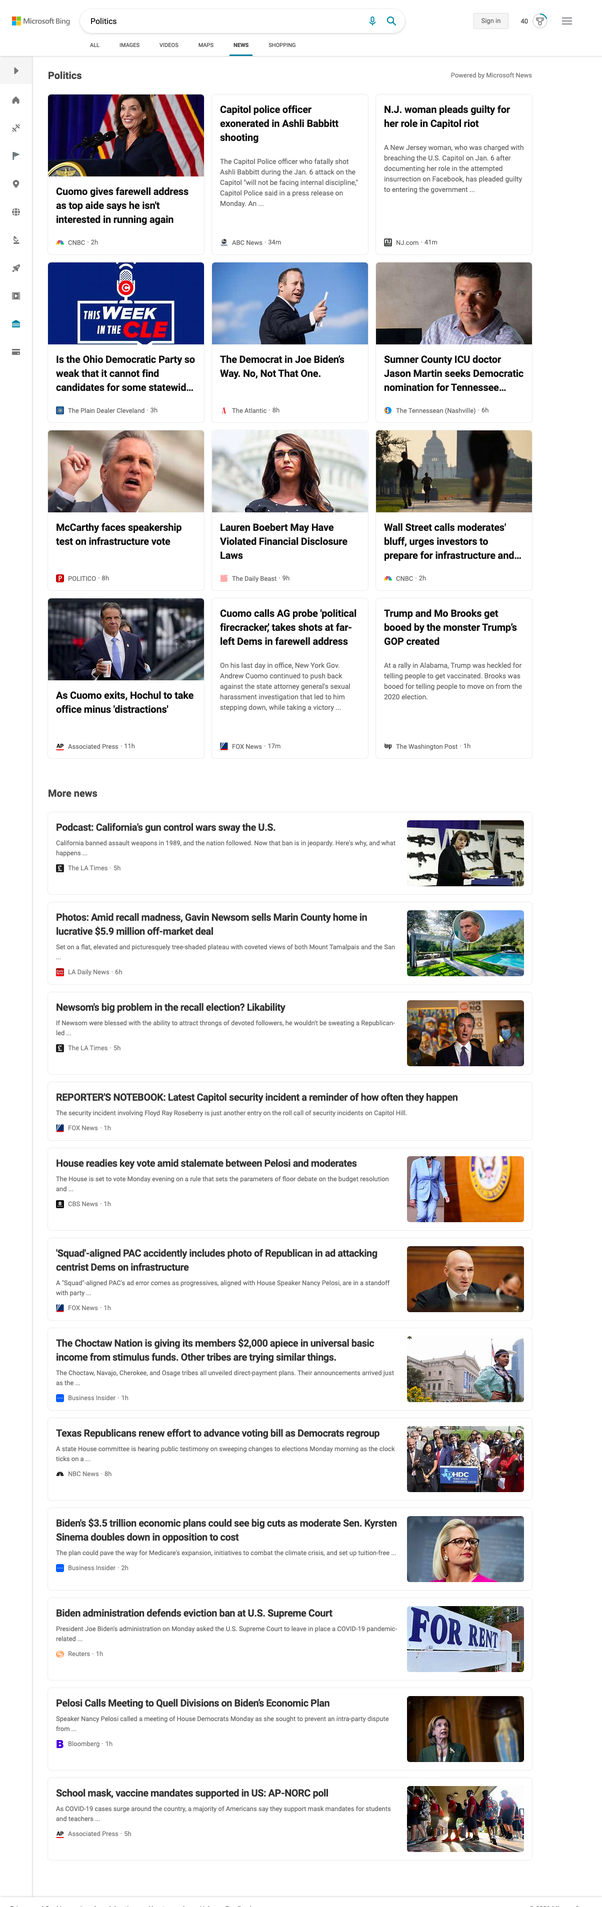 Microsoft Bing
Politics
Sign in
40
ALL IMAGES VIDEOS MAPS NEWS SHOPPING
Politics
Powered by Microsoft News
Cuomo gives farewell address
as top aide says he isn't
interested in running again
CNBC · 2h
Capitol police officer
exonerated in Ashli Babbitt
shooting
The Capitol Police officer who fatally shot
Ashli Babbitt during the Jan. 6 attack on the
Capitol "will not be facing internal discipline,"
Capitol Police said in a press release on
Monday. An ...
ABC News · 34m
N.J. woman pleads guilty for
her role in Capitol riot
A New Jersey woman, who was charged with
breaching the U.S. Capitol on Jan. 6 after
documenting her role in the attempted
insurrection on Facebook, has pleaded guilty
to entering the government ...
NJ.com · 41m
THIS WEEK
IN THE CLE
Is the Ohio Democratic Party so
weak that it cannot find
candidates for some statewid...
The Plain Dealer Cleveland · 3h
The Democrat in Joe Biden's
Way. No, Not That One.
The Atlantic · 8h
Sumner County ICU doctor
Jason Martin seeks Democratic
nomination for Tennessee...
The Tennessean (Nashville) · 6h
McCarthy faces speakership
test on infrastructure vote
POLITICO · 8h
Lauren Boebert May Have
Violated Financial Disclosure
Laws
The Daily Beast · 9h
Wall Street calls moderates'
bluff, urges investors to
prepare for infrastructure and...
CNBC · 2h
As Cuomo exits, Hochul to take
office minus 'distractions'
AP Associated Press · 11h
Cuomo calls AG probe 'political
firecracker,' takes shots at far-
left Dems in farewell address
On his last day in office, New York Gov.
Andrew Cuomo continued to push back
against the state attorney general's sexual
harassment investigation that led to him
stepping down, while taking a victory ...
FOX News · 17m
Trump and Mo Brooks get
booed by the monster Trump's
GOP created
At a rally in Alabama, Trump was heckled for
telling people to get vaccinated. Brooks was
booed for telling people to move on from the
2020 election.
wp The Washington Post · 1h
More news
Podcast: California's gun control wars sway the U.S.
California banned assault weapons in 1989, and the nation followed. Now that ban is in jeopardy. Here's why, and what
happens ...
The LA Times · 5h
Photos: Amid recall madness, Gavin Newsom sells Marin County home in
lucrative $5.9 million off-market deal
Set on a flat, elevated and picturesquely tree-shaded plateau with coveted views of both Mount Tamalpais and the San
...
LA Daily News · 6h
Newsom's big problem in the recall election? Likability
If Newsom were blessed with the ability to attract throngs of devoted followers, he wouldn't be sweating a Republican-
led ...
The LA Times · 5h
REPORTER'S NOTEBOOK: Latest Capitol security incident a reminder of how often they happen
The security incident involving Floyd Ray Roseberry is just another entry on the roll call of security incidents on Capitol Hill.
FOX News · 1h
House readies key vote amid stalemate between Pelosi and moderates
The House is set to vote Monday evening on a rule that sets the parameters of floor debate on the budget resolution
and ...
CBS News · 1h
'Squad'-aligned PAC accidently includes photo of Republican in ad attacking
centrist Dems on infrastructure
A "Squad"-aligned PAC's ad error comes as progressives, aligned with House Speaker Nancy Pelosi, are in a standoff
with party ...
FOX News · 1h
The Choctaw Nation is giving its members $2,000 apiece in universal basic
income from stimulus funds. Other tribes are trying similar things.
The Choctaw, Navajo, Cherokee, and Osage tribes all unveiled direct-payment plans. Their announcements arrived just
as the ...
Business Insider · 1h
Texas Republicans renew effort to advance voting bill as Democrats regroup
A state House committee is hearing public testimony on sweeping changes to elections Monday morning as the clock
ticks on a ...
NBC News · 8h
HDC
Biden's $3.5 trillion economic plans could see big cuts as moderate Sen. Kyrsten
Sinema doubles down in opposition to cost
The plan could pave the way for Medicare's expansion, initiatives to combat the climate crisis, and set up tuition-free ...
Business Insider · 2h
Biden administration defends eviction ban at U.S. Supreme Court
President Joe Biden's administration on Monday asked the U.S. Supreme Court to leave in place a COVID-19 pandemic-
related ...
Reuters · 1h
FOR RENT
Pelosi Calls Meeting to Quell Divisions on Biden's Economic Plan
Speaker Nancy Pelosi called a meeting of House Democrats Monday as she sought to prevent an intra-party dispute
from ...
B Bloomberg · 1h
School mask, vaccine mandates supported in US: AP-NORC poll
As COVID-19 cases surge around the country, a majority of Americans say they support mask mandates for students
and teachers ...
AP Associated Press · 5h